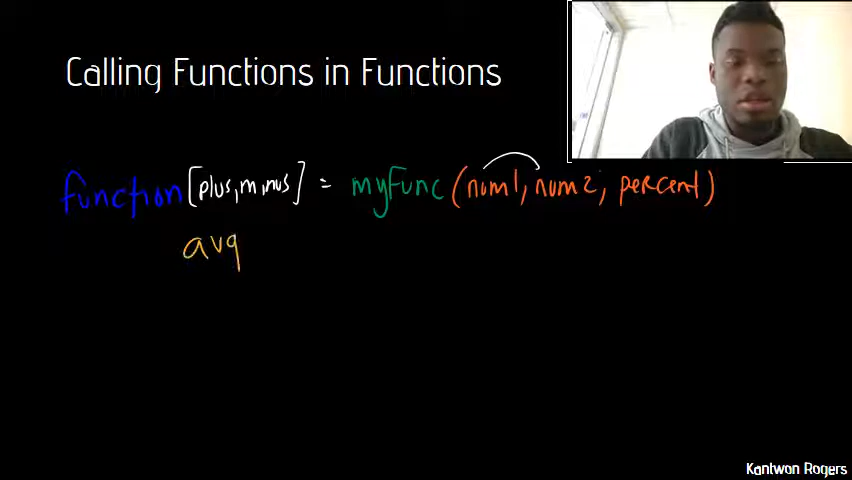 Calling Functions in Functions
function [plus, minus] = myFunc (num1, num2, percent)
avg
Kantwon Rogers